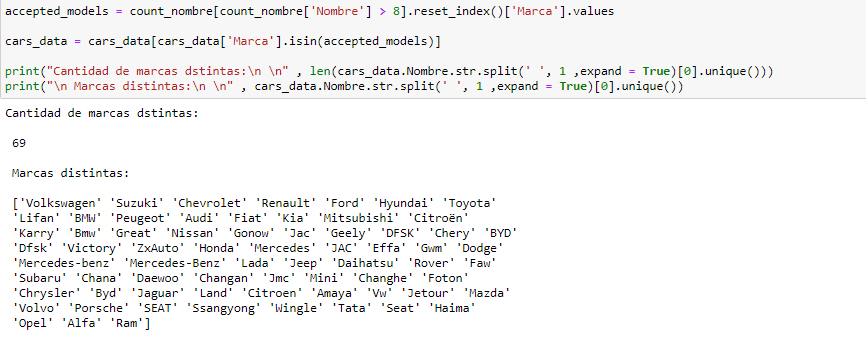 accepted_models = count_nombre[count_nombre['Nombre'] > 8].reset_index()['Marca'].values
cars_data = cars_data[cars_data['Marca'].isin(accepted_models)]
print("Cantidad de marcas dstintas:\n \n" , len(cars_data.Nombre.str.split(' ', 1 ,expand = True)[0].unique()))
print("\n Marcas distintas:\n \n" , cars_data.Nombre.str.split(' ', 1 ,expand = True)[0].unique())
Cantidad de marcas dstintas:
69
Marcas distintas:
['Volkswagen' 'Suzuki' 'Chevrolet' 'Renault' 'Ford' 'Hyundai' 'Toyota'
'Lifan' 'BMW' 'Peugeot' 'Audi' 'Fiat' 'Kia' 'Mitsubishi' 'Citroën'
'Karry' 'Bmw' 'Great' 'Nissan' 'Gonow' 'Jac' 'Geely' 'DFSK' 'Chery' 'BYD'
'Dfsk' 'Victory' 'ZxAuto' 'Honda' 'Mercedes' 'JAC' 'Effa' 'Gwm' 'Dodge'
'Mercedes-benz' 'Mercedes-Benz' 'Lada' 'Jeep' 'Daihatsu' 'Rover' 'Faw'
'Subaru' 'Chana' 'Daewoo' 'Changan' 'Jmc' 'Mini' 'Changhe' 'Foton'
'Chrysler' 'Byd' 'Jaguar' 'Land' 'Citroen' 'Amaya' 'Vw' 'Jetour' 'Mazda'
'Volvo' 'Porsche' 'SEAT' 'Ssangyong' 'Wingle' 'Tata' 'Seat' 'Haima'
'Opel' 'Alfa' 'Ram']